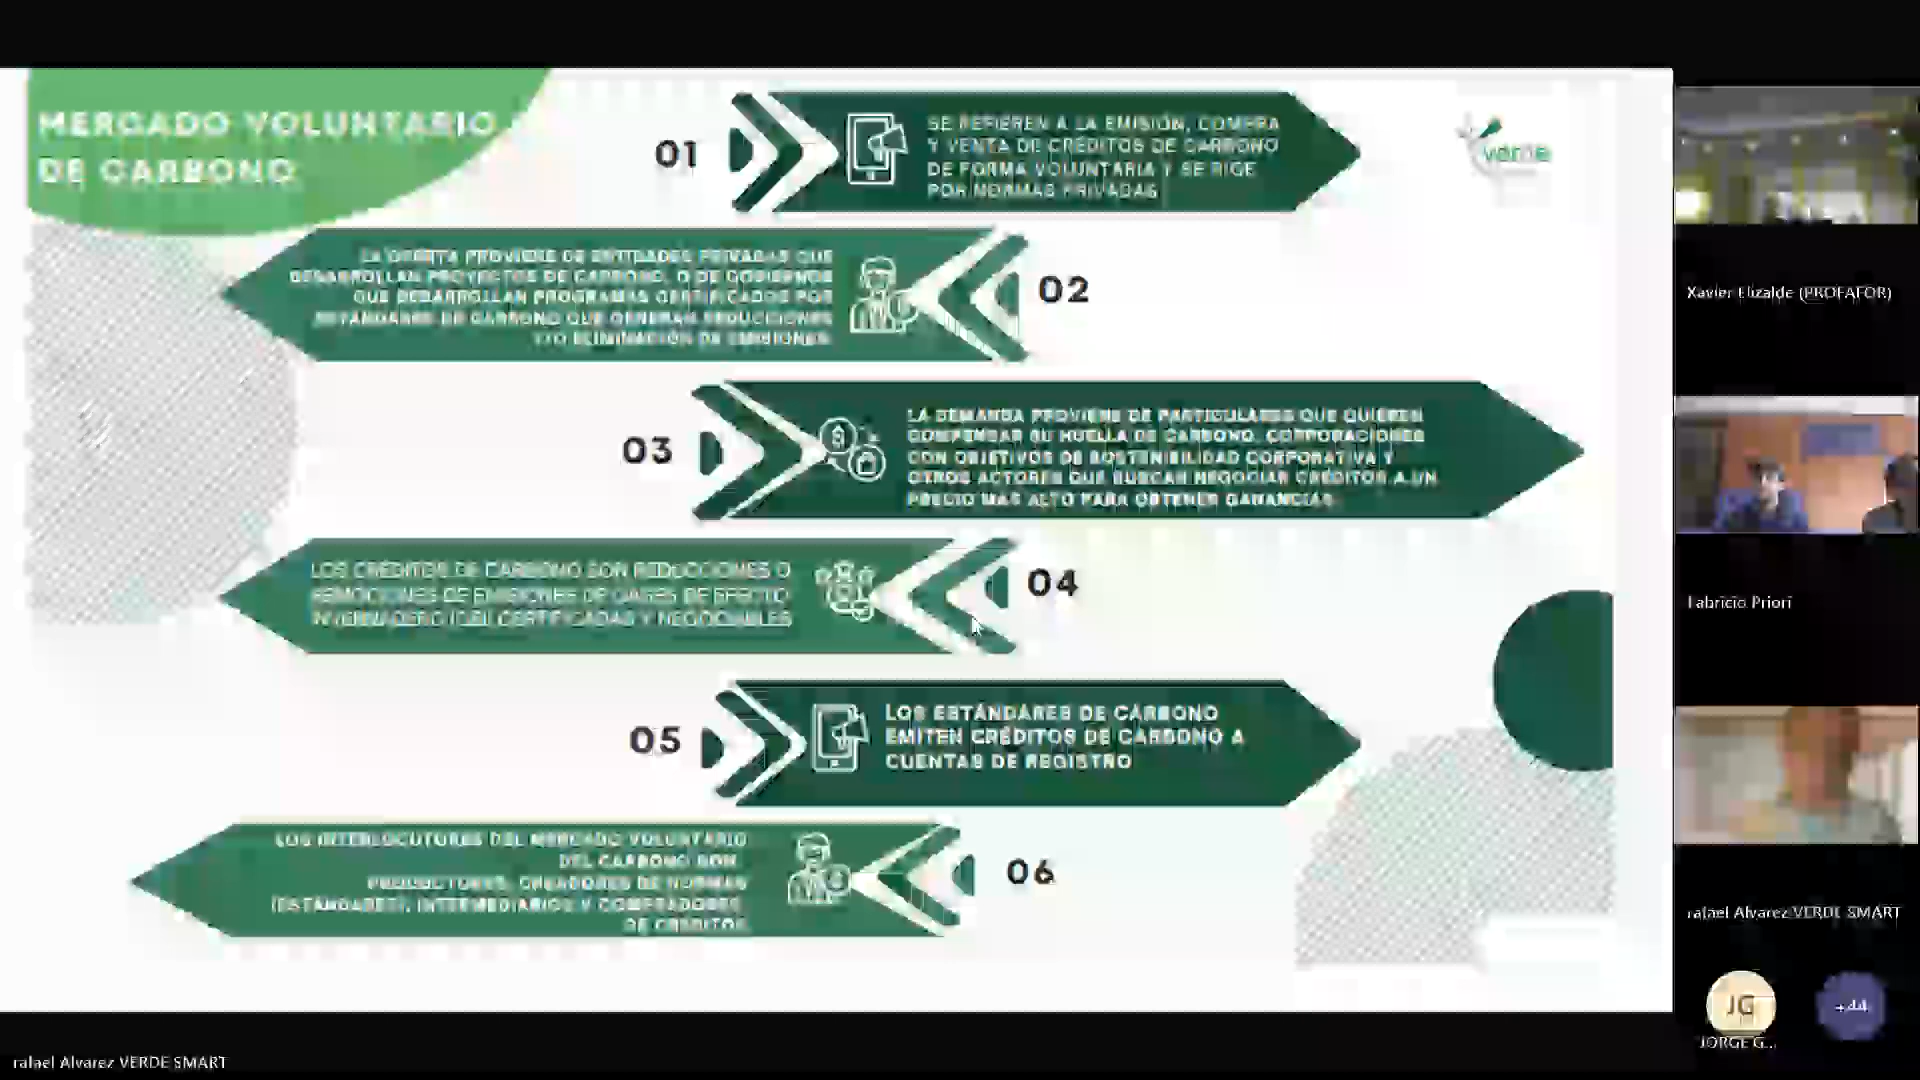 MERCADO VOLUNTARIO
DE CARBONO
01
SE REFIEREN A LA EMISIÓN, COMPRA
Y VENTA DE CRÉDITOS DE CARBONO
DE FORMA VOLUNTARIA Y SE RIGE
POR NORMAS PRIVADAS
verde
LA OFERTA PROVIENE DE ENTIDADES PRIVADAS QUE
DESARROLLAN PROYECTOS DE CARBONO, O DE GOBIERNOS
QUE DESARROLLAN PROGRAMAS CERTIFICADOS POR
ESTÁNDARES DE CARBONO QUE GENERAN REDUCCIONES
Y/O ELIMINACIÓN DE EMISIONES.
02
03
LA DEMANDA PROVIENE DE PARTICULARES QUE QUIEREN
COMPENSAR SU HUELLA DE CARBONO, CORPORACIONES
CON OBJETIVOS DE SOSTENIBILIDAD CORPORATIVA Y
OTROS ACTORES QUE BUSCAN NEGOCIAR CRÉDITOS A UN
PRECIO MAS ALTO PARA OBTENER GANANCIAS.
LOS CRÉDITOS DE CARBONO SON REDUCCIONES O
REMOCIONES DE EMISIONES DE GASES DE EFECTO
INVERNADERO (GEI) CERTIFICADAS Y NEGOCIABLES
04
05
LOS ESTÁNDARES DE CARBONO
EMITEN CRÉDITOS DE CARBONO A
CUENTAS DE REGISTRO
LOS INTERLOCUTORES DEL MERCADO VOLUNTARIO
DEL CARBONO SON:
PRODUCTORES, CREADORES DE NORMAS
(ESTÁNDARES), INTERMEDIARIOS Y COMPRADORES
DE CRÉDITOS
06
Xavier Elizalde (PROFAFOR)
Fabricio Priori
rafael Alvarez VERDE SMART
JG
+44
JORGE G...
rafael Alvarez VERDE SMART